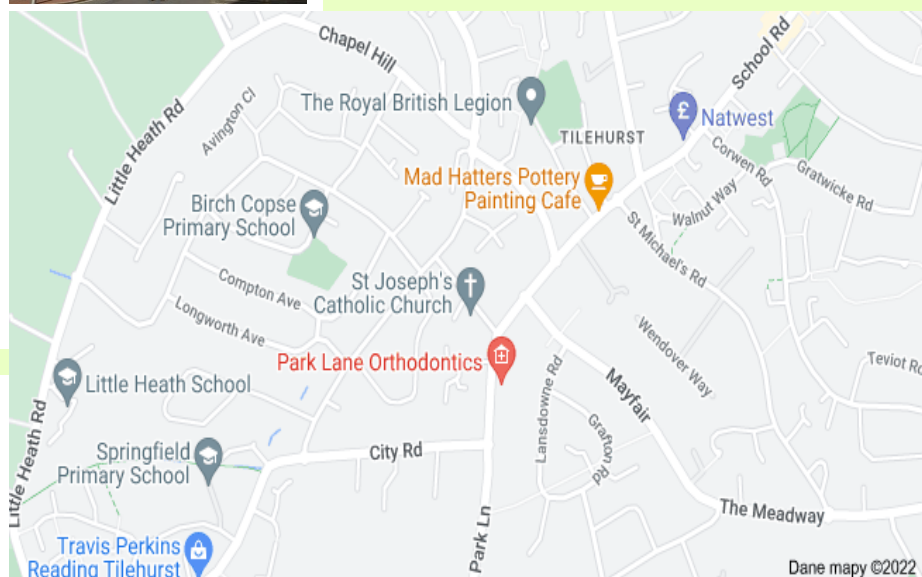 Chapel Hill
School Rd
The Royal British Legion
Natwest
Little Heath Rd
Avington Cl
TILEHURST
Corwen Rd
Gratwicke Rd
Mad Hatters Pottery
Painting Cafe
Walnut Way
Birch Copse
Primary School
St Michael's Rd
Compton Ave
St Joseph's
Catholic Church
Longworth Ave
Wendover Way
Park Lane Orthodontics
Teviot Rd
Little Heath School
Lansdowne Rd
Mayfair
Grafton Rd
Little Heath Rd
City Rd
Springfield
Primary School
The Meadway
Park Ln
Travis Perkins
Reading Tilehurst
Dane mapy ©2022